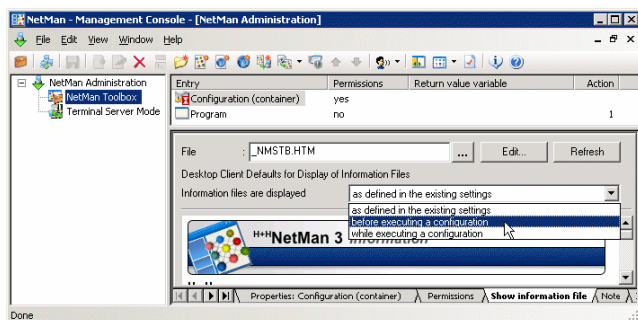 NetMan - Management Console - [NetMan Administration]
File Edit View Window Help
NetMan Administration
NetMan Toolbox
Terminal Server Mode
Entry Permissions Return value variable Action
Configuration (container) yes
Program no 1
File : _NMSTB.HTM ... Edit... Refresh
Desktop Client Defaults for Display of Information Files
Information files are displayed as defined in the existing settings
as defined in the existing settings
before executing a configuration
while executing a configuration
H+H NetMan 3 Information
Properties: Configuration (container) Permissions Show information file Note
Done